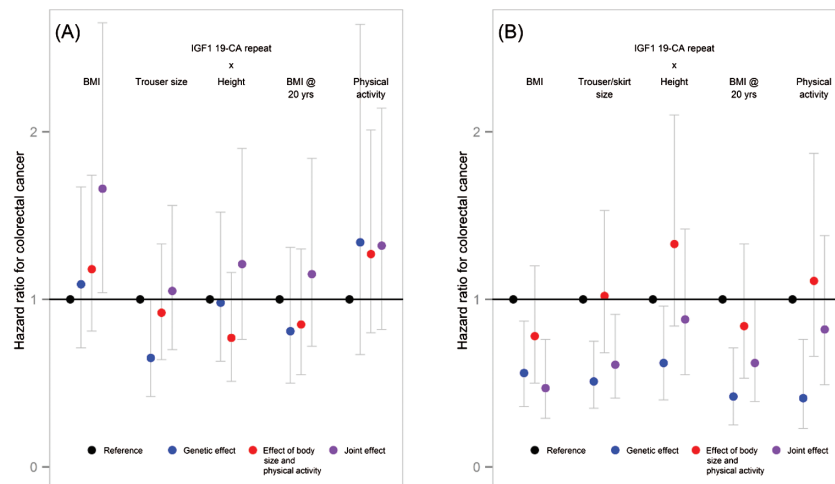 (A)
IGF1 19-CA repeat
x
BMI Trouser size Height BMI @ Physical
20 yrs activity
Hazard ratio for colorectal cancer
2
1
0
Reference Genetic effect Effect of body Joint effect
size and
physical activity
(B)
IGF1 19-CA repeat
x
BMI Trouser/skirt Height BMI @ Physical
size 20 yrs activity
Hazard ratio for colorectal cancer
2
1
0
Reference Genetic effect Effect of body Joint effect
size and
physical activity